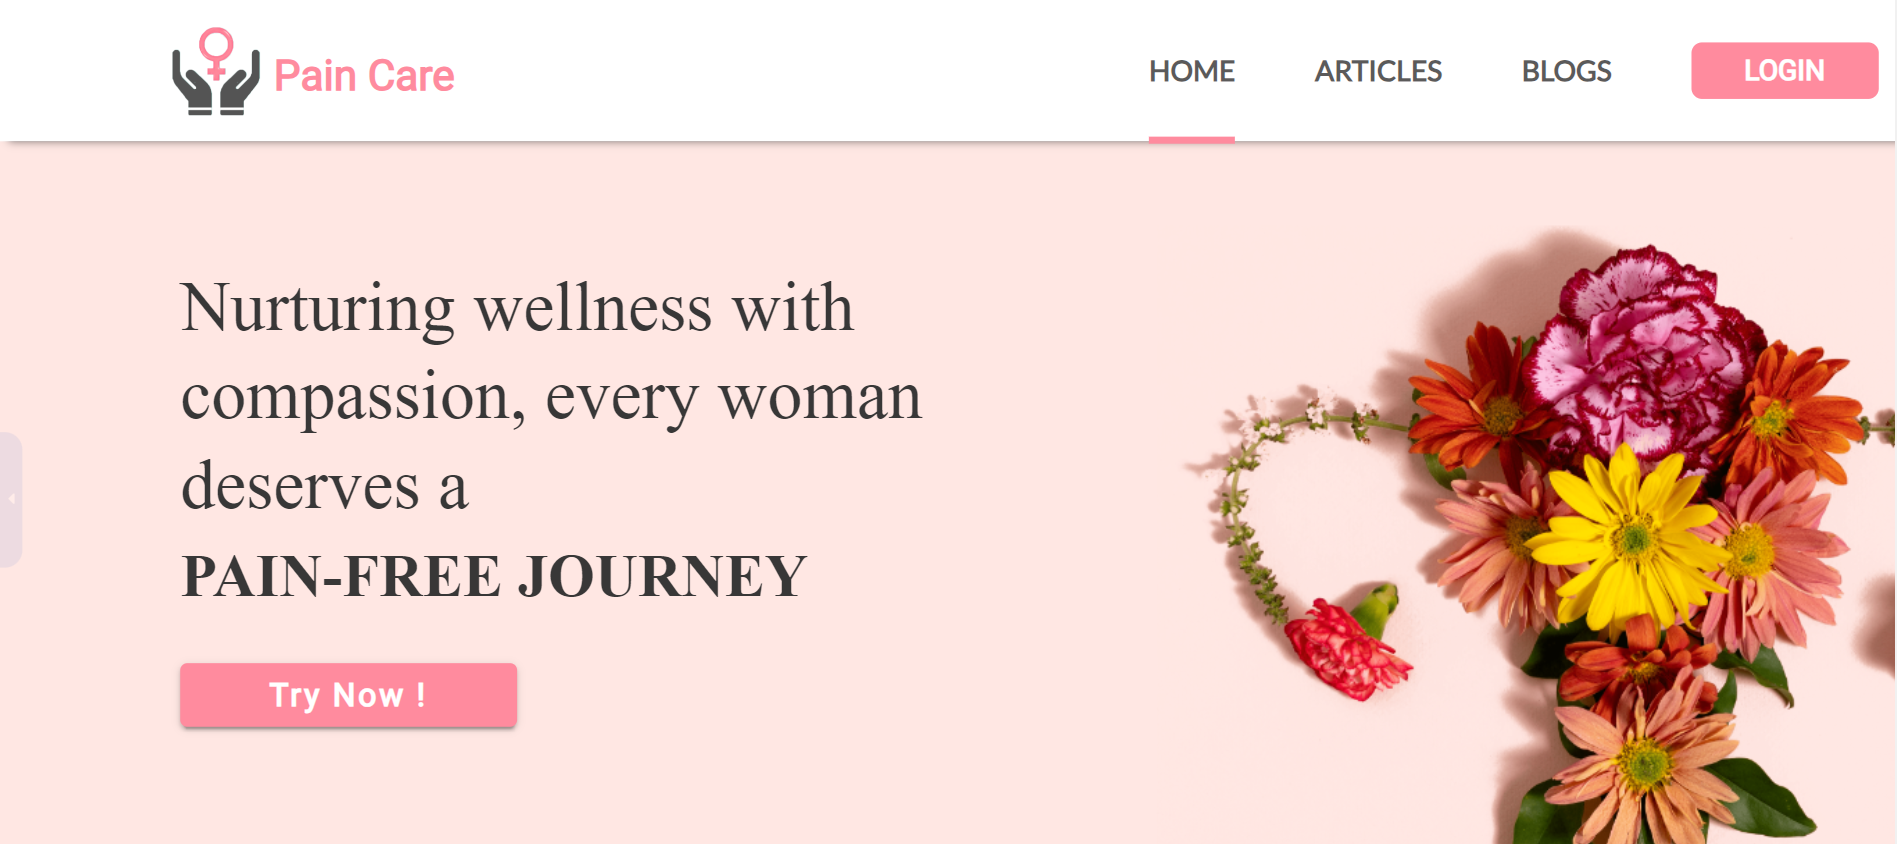 Pain Care
HOME
ARTICLES
BLOGS
LOGIN
Nurturing wellness with
compassion, every woman
deserves a
PAIN-FREE JOURNEY
Try Now !